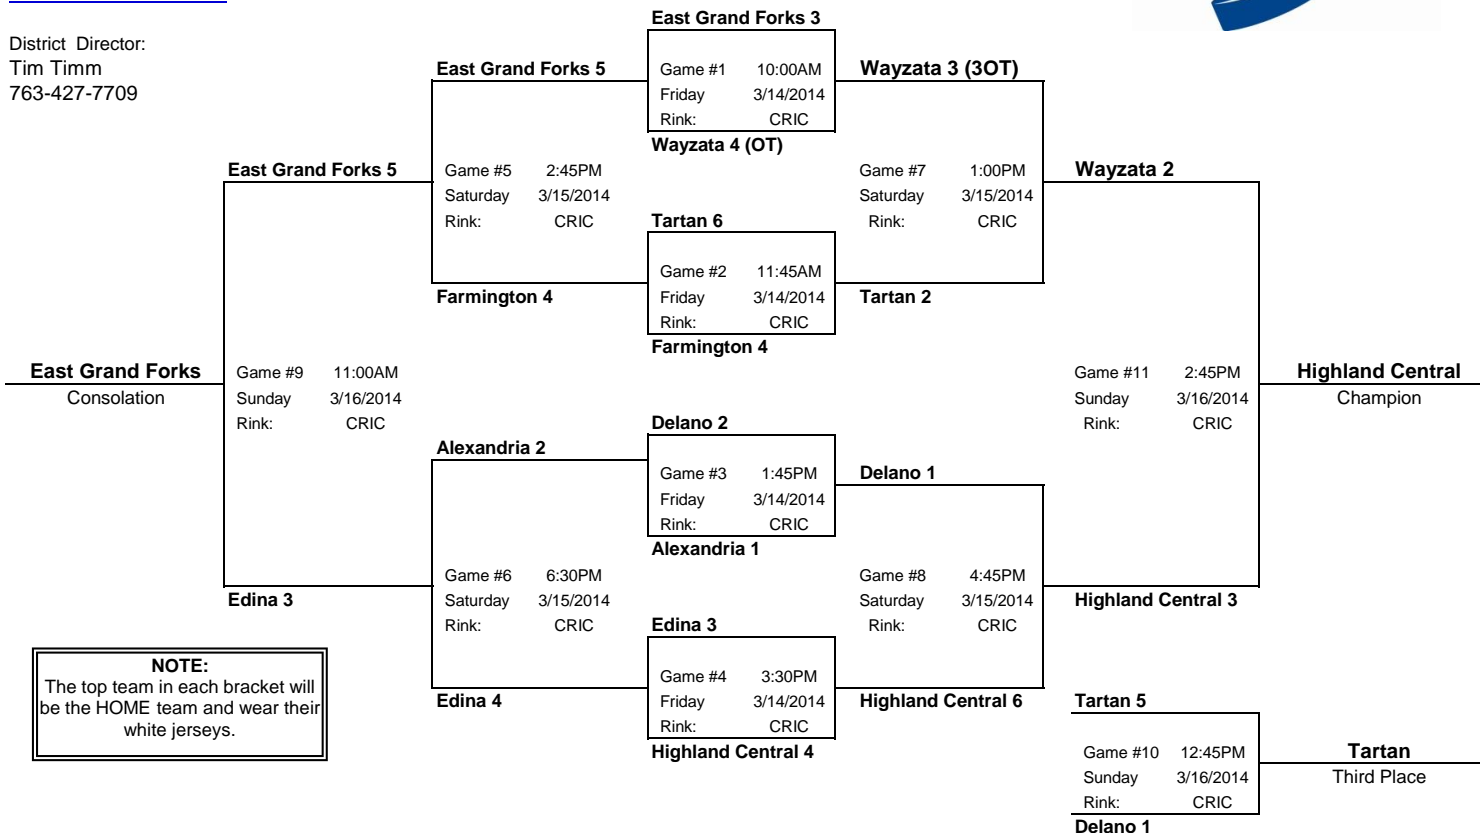 East Grand Forks 3
District Director:
Tim Timm
763-427-7709
East Grand Forks 5
Game #1 10:00AM
Friday 3/14/2014
Rink: CRIC
Wayzata 3 (3OT)
Wayzata 4 (OT)
East Grand Forks 5
Game #5 2:45PM
Saturday 3/15/2014
Rink: CRIC
Game #7 1:00PM
Saturday 3/15/2014
Rink: CRIC
Wayzata 2
Tartan 6
Game #2 11:45AM
Friday 3/14/2014
Rink: CRIC
Farmington 4
Tartan 2
Farmington 4
East Grand Forks
Consolation
Game #9 11:00AM
Sunday 3/16/2014
Rink: CRIC
Game #11 2:45PM
Sunday 3/16/2014
Rink: CRIC
Highland Central
Champion
Delano 2
Alexandria 2
Game #3 1:45PM
Friday 3/14/2014
Rink: CRIC
Delano 1
Alexandria 1
Game #6 6:30PM
Saturday 3/15/2014
Rink: CRIC
Game #8 4:45PM
Saturday 3/15/2014
Rink: CRIC
Edina 3
Highland Central 3
Edina 3
NOTE:
The top team in each bracket will
be the HOME team and wear their
white jerseys.
Game #4 3:30PM
Friday 3/14/2014
Rink: CRIC
Edina 4
Highland Central 6
Highland Central 4
Tartan 5
Game #10 12:45PM
Sunday 3/16/2014
Rink: CRIC
Tartan
Third Place
Delano 1